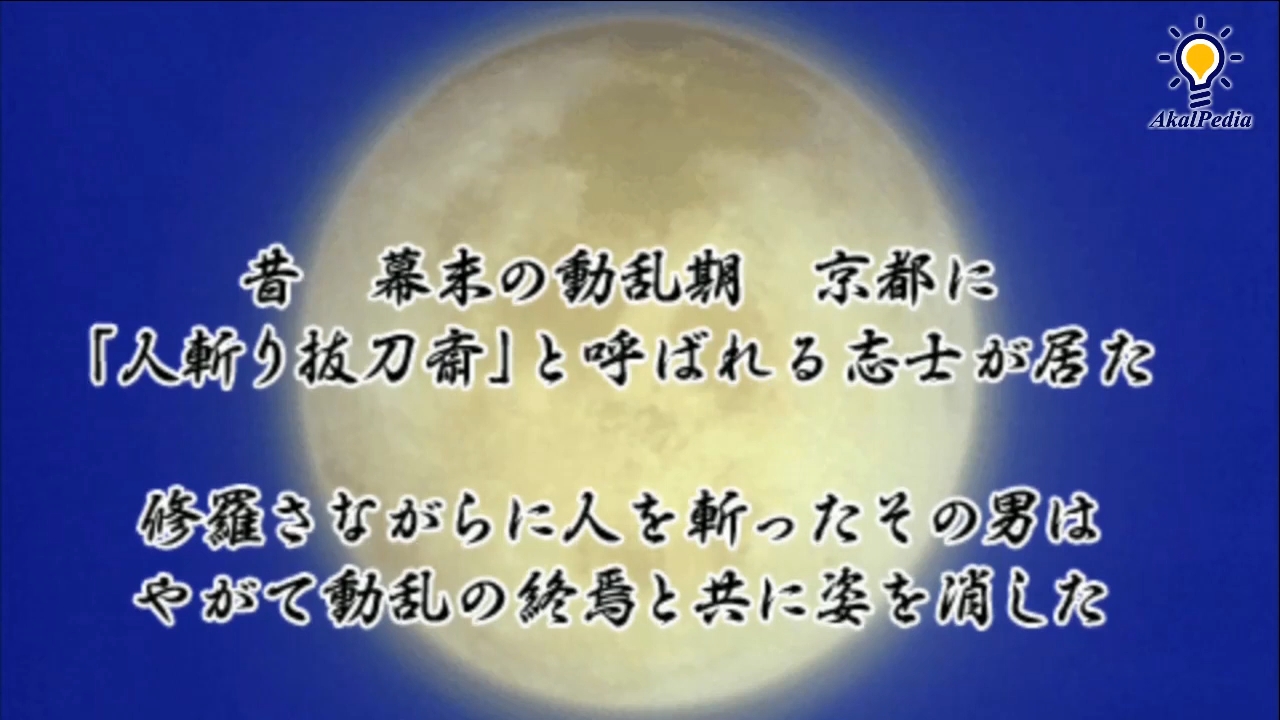 AkalPedia
昔　幕末の動乱期　京都に
「人斬り抜刀齋」と呼ばれる志士が居た
修羅さながらに人を斬ったその男は
やがて動乱の終焉と共に姿を消した